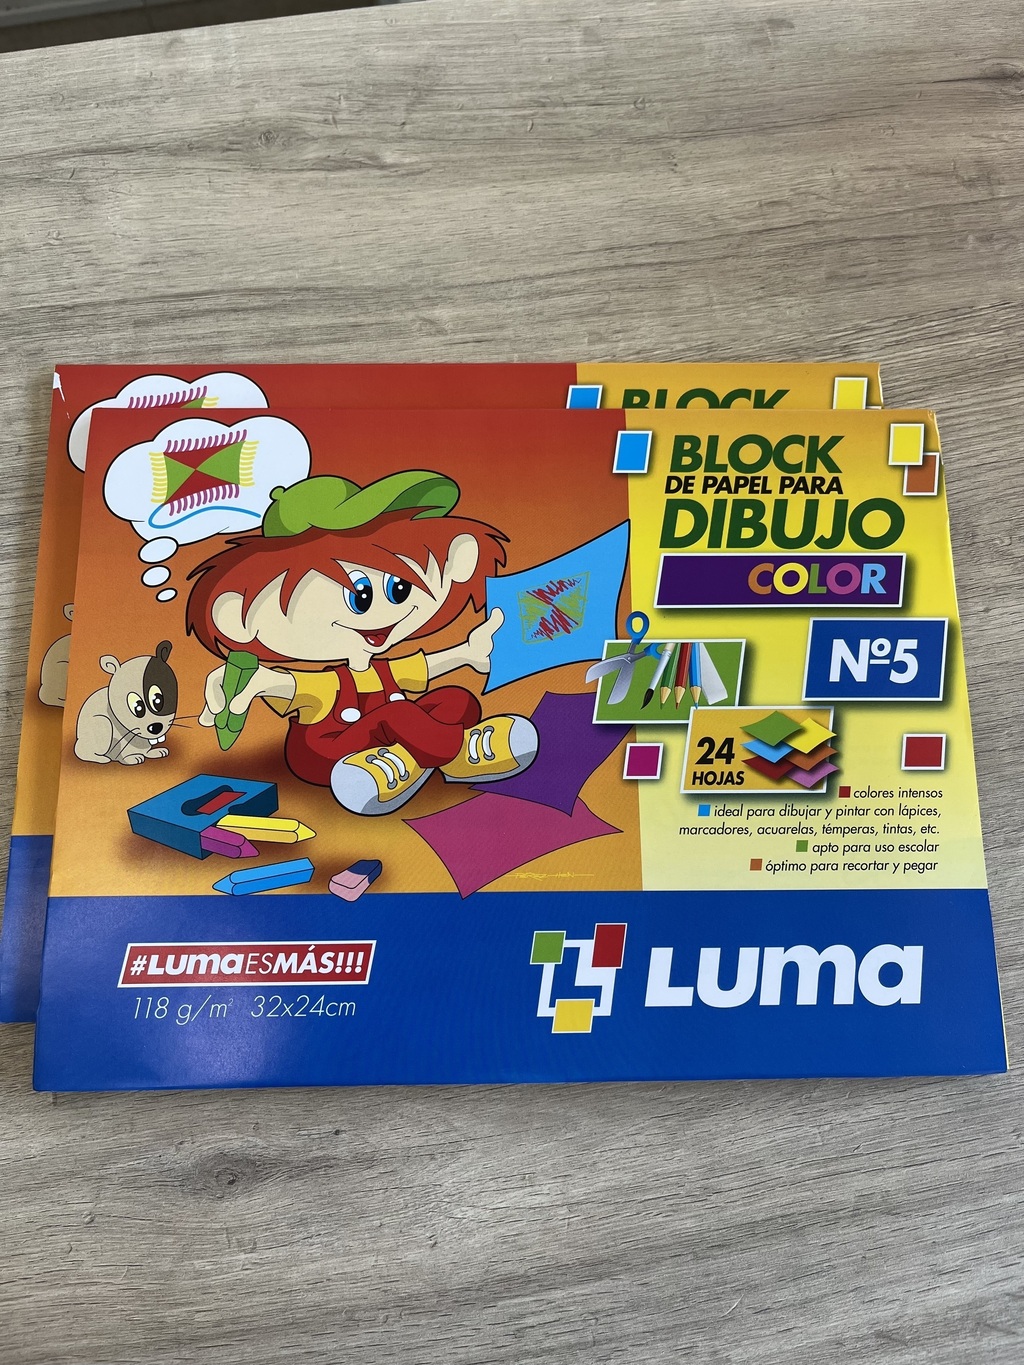 BLOCK
BLOCK
DE PAPEL PARA
DIBUJO
COLOR
Nº5
24
HOJAS
colores intensos
ideal para dibujar y pintar con lápices,
marcadores, acuarelas, témperas, tintas, etc.
apto para uso escolar
óptimo para recortar y pegar
#LUMAESMÁS!!!
118 g/m² 32x24cm
LUMA